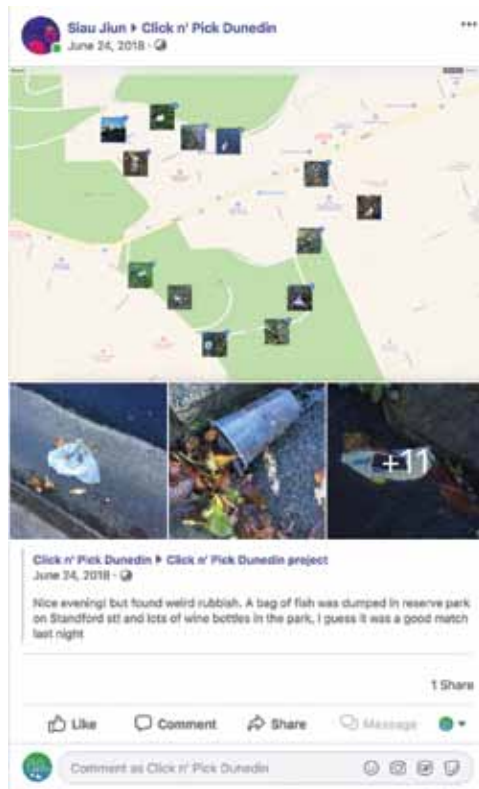 Siau Jiun ▸ Click n' Pick Dunedin
June 24, 2018 ·
+11
Click n' Pick Dunedin ▸ Click n' Pick Dunedin project
June 24, 2018 ·
Nice evening! but found weird rubbish. A bag of fish was dumped in reserve park
on Standford st! and lots of wine bottles in the park, I guess it was a good match
last night
1 Share
Like Comment Share Message
Comment as Click n' Pick Dunedin